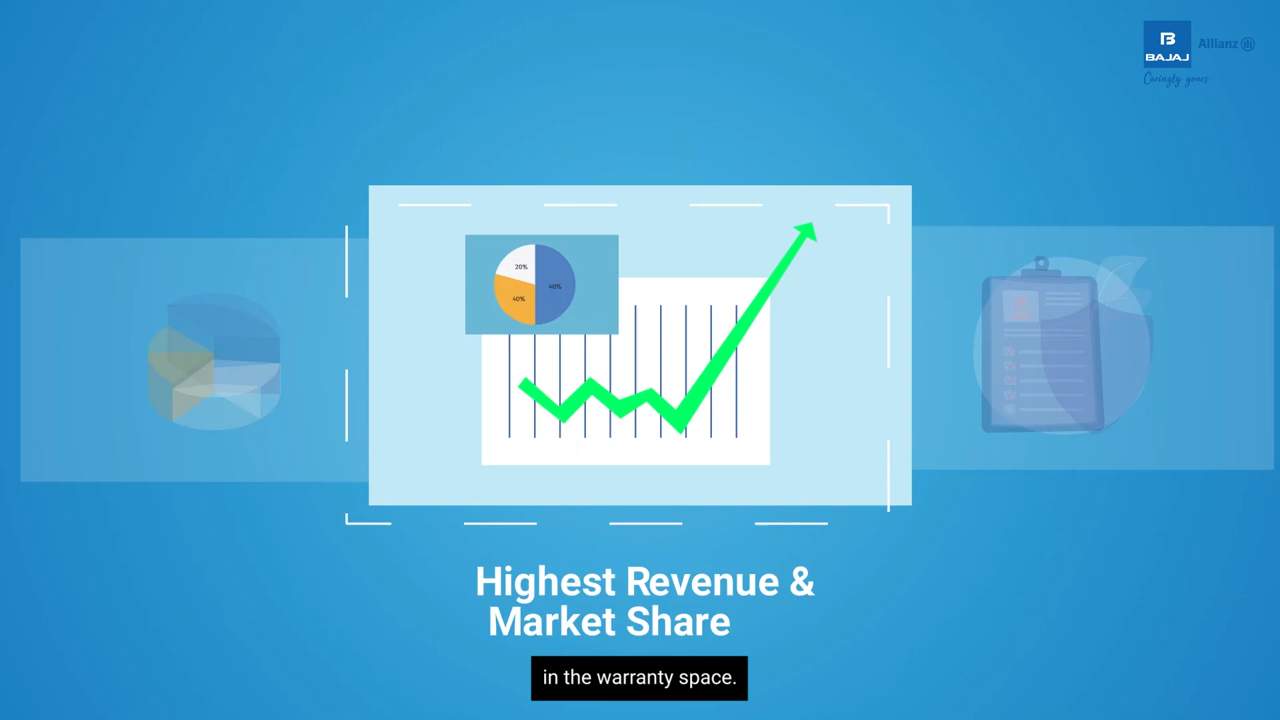 B
BAJAJ
Allianz
Caringly yours
20%
40%
40%
Highest Revenue &
Market Share
in the warranty space.